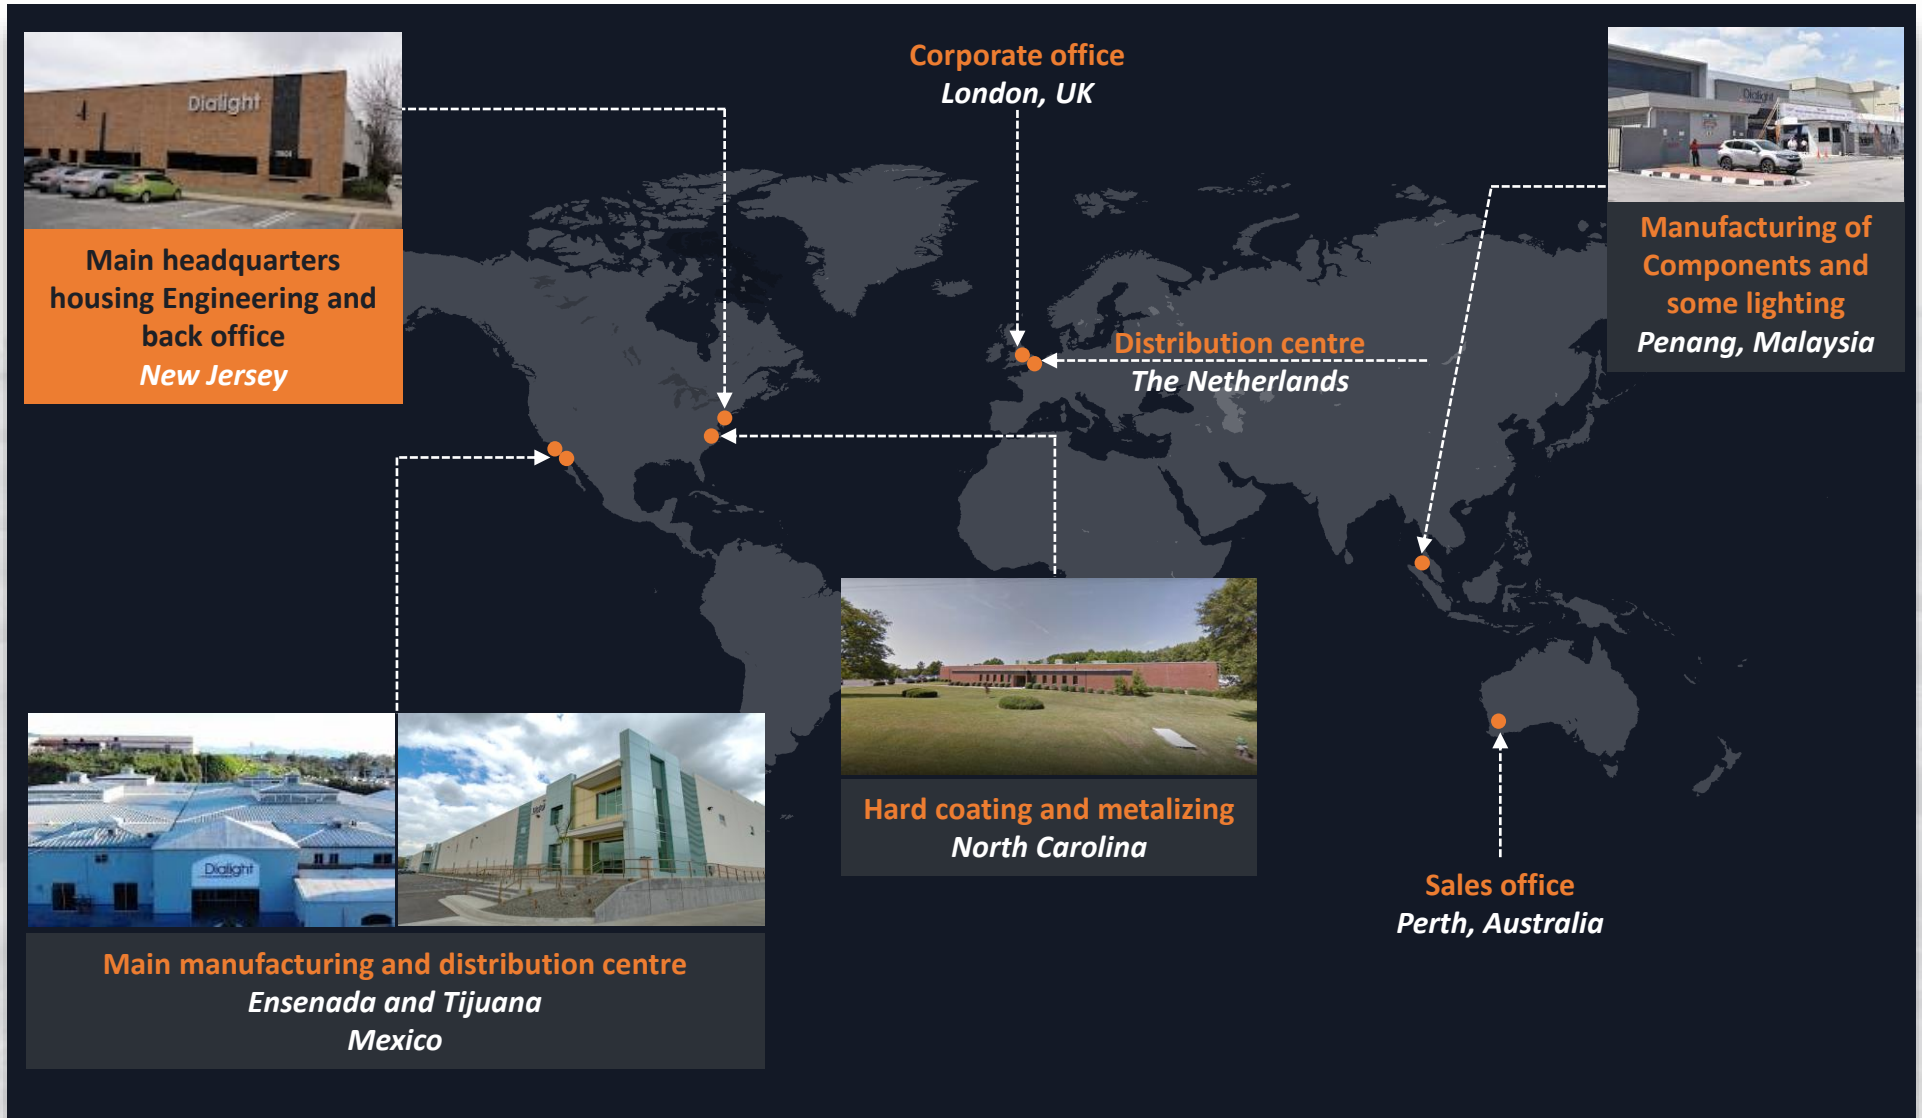 Dialight
Main headquarters
housing Engineering and
back office
New Jersey
Corporate office
London, UK
Dialight
Manufacturing of
Components and
some lighting
Penang, Malaysia
Distribution centre
The Netherlands
Hard coating and metalizing
North Carolina
Sales office
Perth, Australia
Dialight
Main manufacturing and distribution centre
Ensenada and Tijuana
Mexico